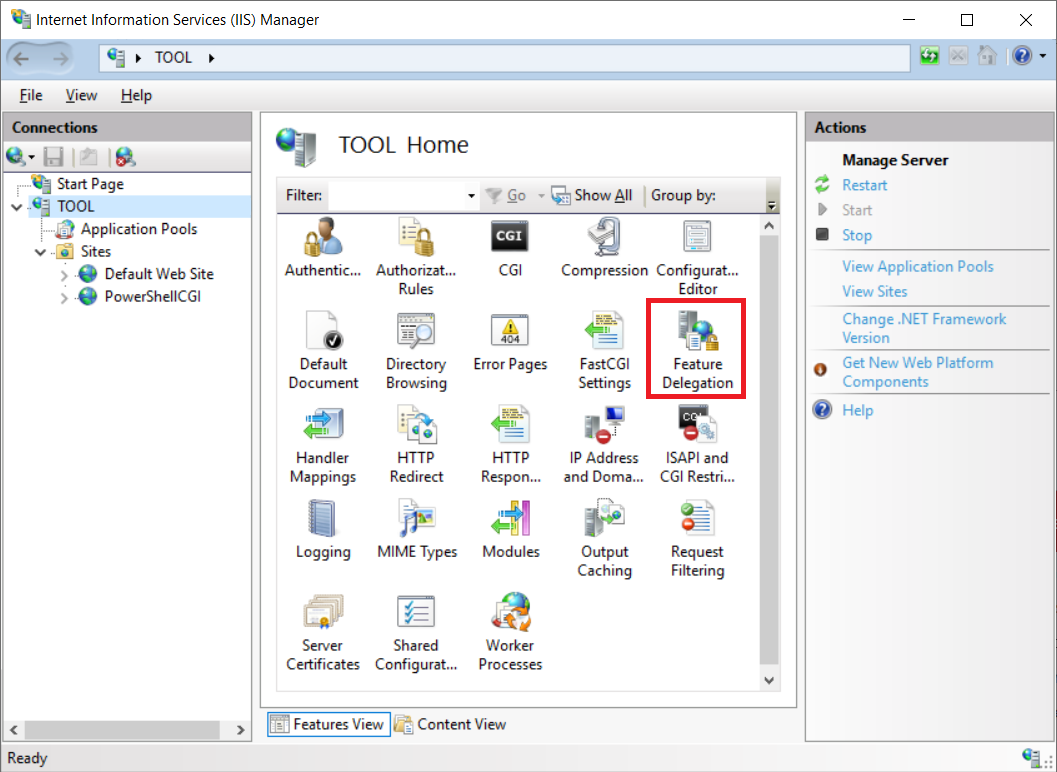 Internet Information Services (IIS) Manager
TOOL
File View Help
Connections
Start Page
TOOL
Application Pools
Sites
Default Web Site
PowerShellCGI
TOOL Home
Filter: Go Show All Group by:
Authentic... Authorizat... CGI Compression Configurat...
Rules Editor
CGI
Default Directory Error Pages FastCGI Feature
Document Browsing Settings Delegation
404
Handler HTTP HTTP IP Address ISAPI and
Mappings Redirect Respon... and Doma... CGI Restri...
Logging MIME Types Modules Output Request
Caching Filtering
Server Shared Worker
Certificates Configurat... Processes
Features View Content View
Actions
Manage Server
Restart
Start
Stop
View Application Pools
View Sites
Change .NET Framework
Version
Get New Web Platform
Components
Help
Ready